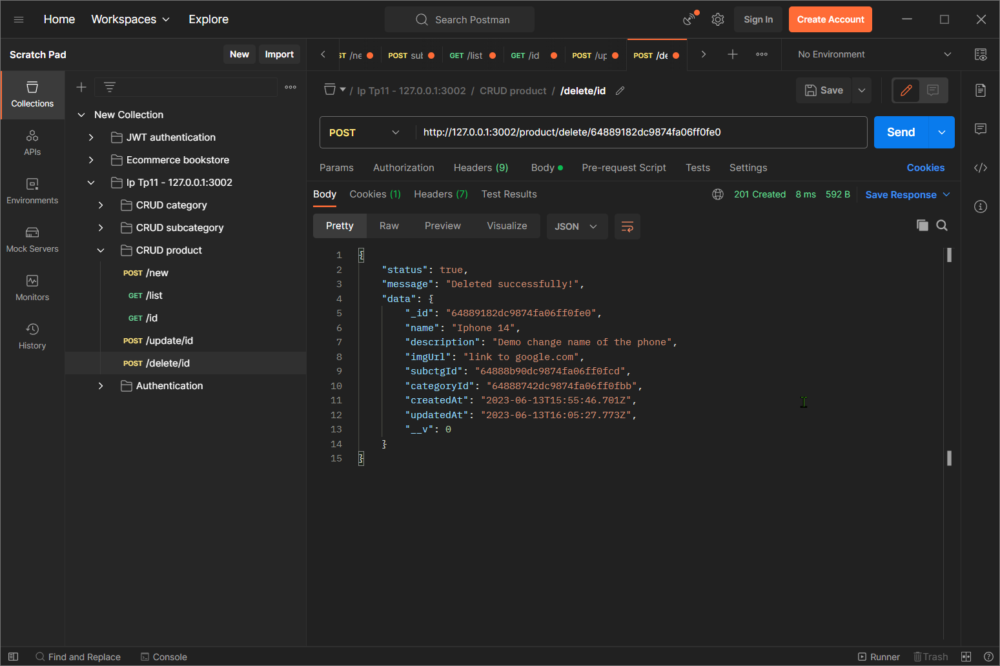 Home Workspaces Explore Search Postman Sign In Create Account
Scratch Pad New Import
/ne POST sub GET /list GET /id POST /up POST /de No Environment
Collections
APIs
Environments
Mock Servers
Monitors
History
New Collection
JWT authentication
Ecommerce bookstore
Ip Tp11 - 127.0.0.1:3002
CRUD category
CRUD subcategory
CRUD product
POST /new
GET /list
GET /id
POST /update/id
POST /delete/id
Authentication
/ Ip Tp11 - 127.0.0.1:3002 / CRUD product / /delete/id Save
POST http://127.0.0.1:3002/product/delete/64889182dc9874fa06ff0fe0 Send
Params Authorization Headers (9) Body Pre-request Script Tests Settings Cookies
Body Cookies (1) Headers (7) Test Results 201 Created 8 ms 592 B Save Response
Pretty Raw Preview Visualize JSON
1 {
2 "status": true,
3 "message": "Deleted successfully!",
4 "data": {
5 "_id": "64889182dc9874fa06ff0fe0",
6 "name": "Iphone 14",
7 "description": "Demo change name of the phone",
8 "imgUrl": "link to google.com",
9 "subctgId": "64888b90dc9874fa06ff0fcd",
10 "categoryId": "64888742dc9874fa06ff0fbb",
11 "createdAt": "2023-06-13T15:55:46.701Z",
12 "updatedAt": "2023-06-13T16:05:27.773Z",
13 "__v": 0
14 }
15 }
Find and Replace Console Runner Trash